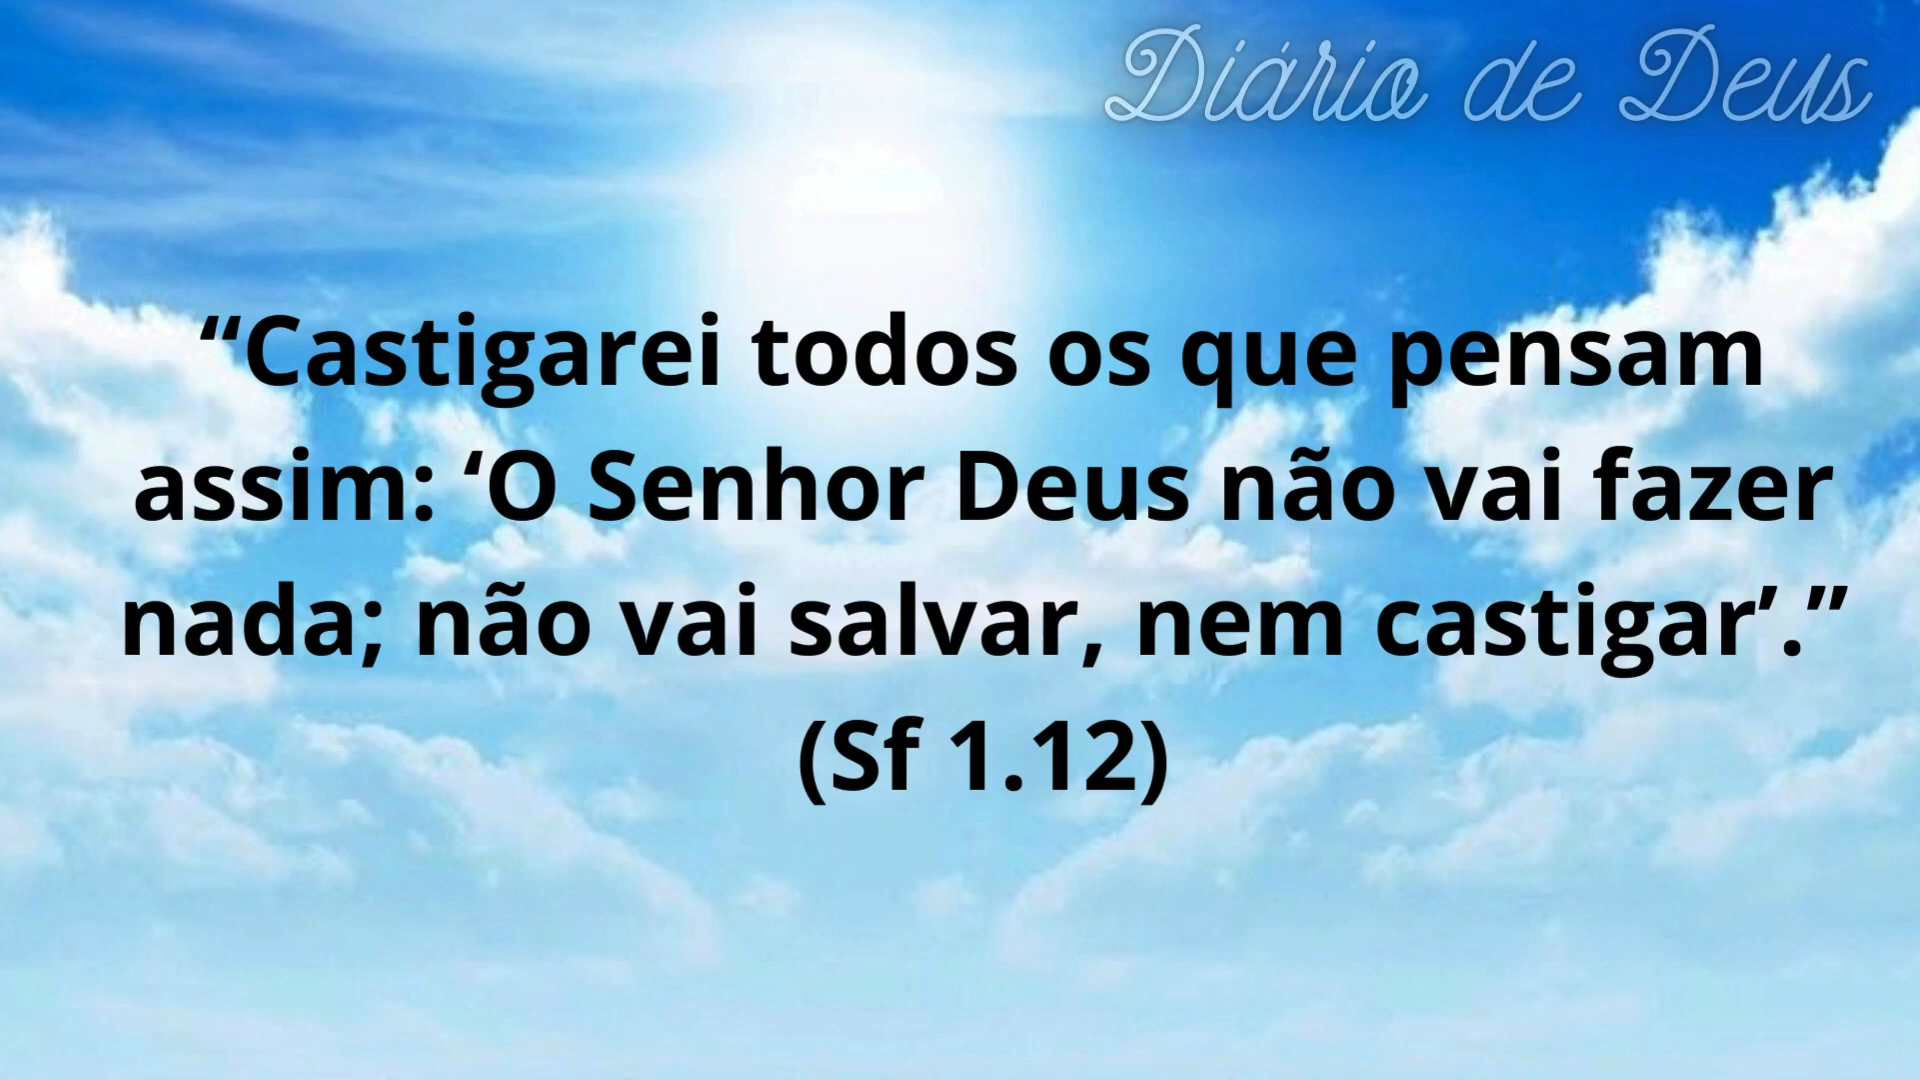 Diário de Deus
“Castigarei todos os que pensam
assim: ‘O Senhor Deus não vai fazer
nada; não vai salvar, nem castigar’.”
(Sf 1.12)